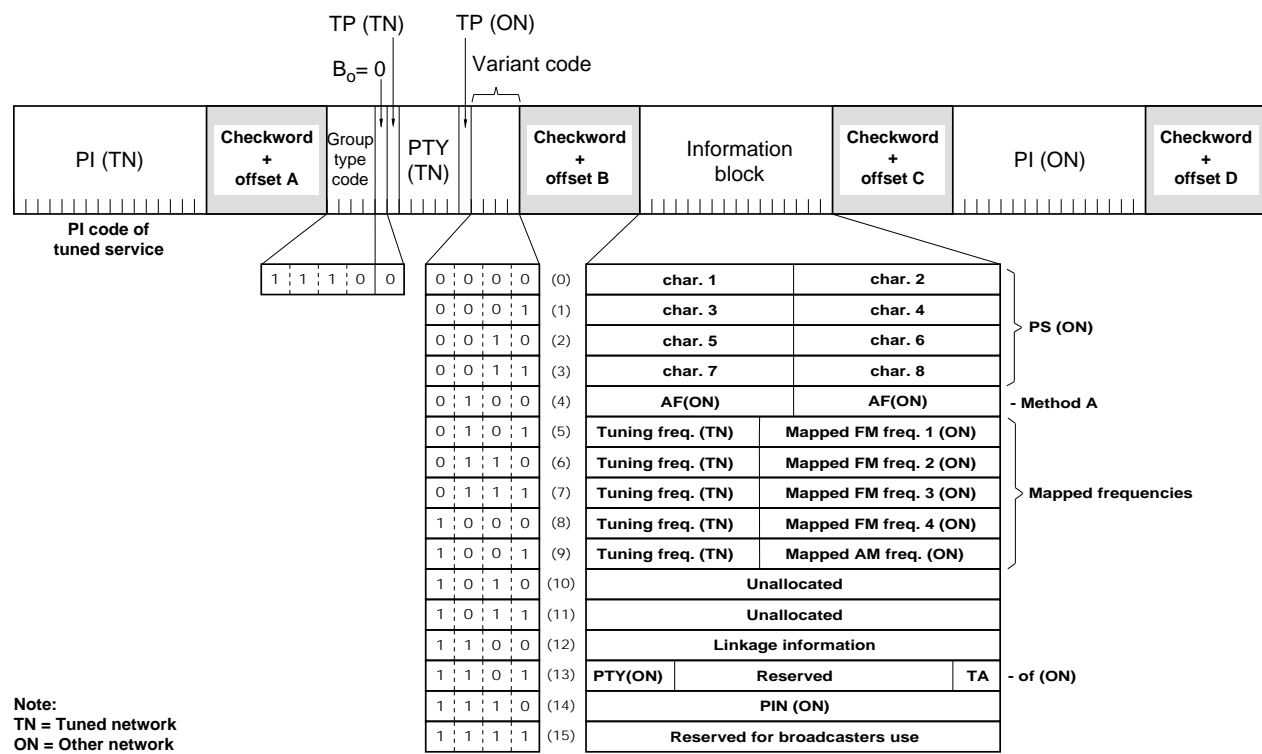 TP (TN) TP (ON)
Bo= 0 Variant code
PI (TN) Checkword + offset A Group type code PTY (TN) Checkword + offset B Information block Checkword + offset C PI (ON) Checkword + offset D
PI code of
tuned service
1 1 1 0 0
0 0 0 0 (0) char. 1 char. 2
0 0 0 1 (1) char. 3 char. 4
PS (ON)
0 0 1 0 (2) char. 5 char. 6
0 0 1 1 (3) char. 7 char. 8
0 1 0 0 (4) AF(ON) AF(ON) - Method A
0 1 0 1 (5) Tuning freq. (TN) Mapped FM freq. 1 (ON)
0 1 1 0 (6) Tuning freq. (TN) Mapped FM freq. 2 (ON)
0 1 1 1 (7) Tuning freq. (TN) Mapped FM freq. 3 (ON) Mapped frequencies
1 0 0 0 (8) Tuning freq. (TN) Mapped FM freq. 4 (ON)
1 0 0 1 (9) Tuning freq. (TN) Mapped AM freq. (ON)
1 0 1 0 (10) Unallocated
1 0 1 1 (11) Unallocated
1 1 0 0 (12) Linkage information
1 1 0 1 (13) PTY(ON) Reserved TA - of (ON)
1 1 1 0 (14) PIN (ON)
1 1 1 1 (15) Reserved for broadcasters use
Note:
TN = Tuned network
ON = Other network